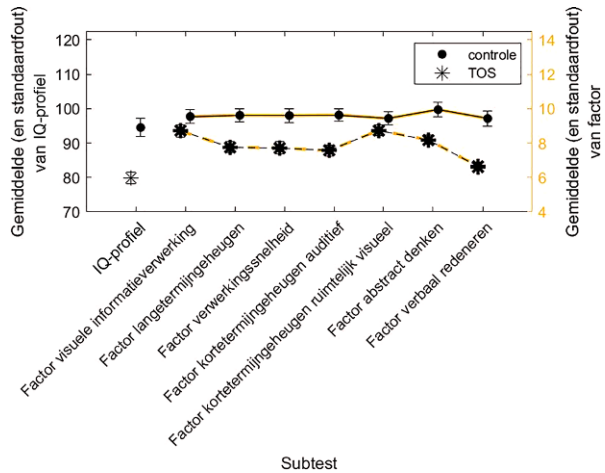 Gemiddelde (en standaardfout)
van IQ-profiel
120
110
100
90
80
70
controle
TOS
14
12
10
8
6
4
Gemiddelde (en standaardfout)
van factor
IQ-profiel
Factor visuele informatieverwerking
Factor langetermijngeheugen
Factor verwerkingssnelheid
Factor kortetermijngeheugen auditief
Factor kortetermijngeheugen ruimtelijk visueel
Factor abstract denken
Factor verbaal redeneren
Subtest